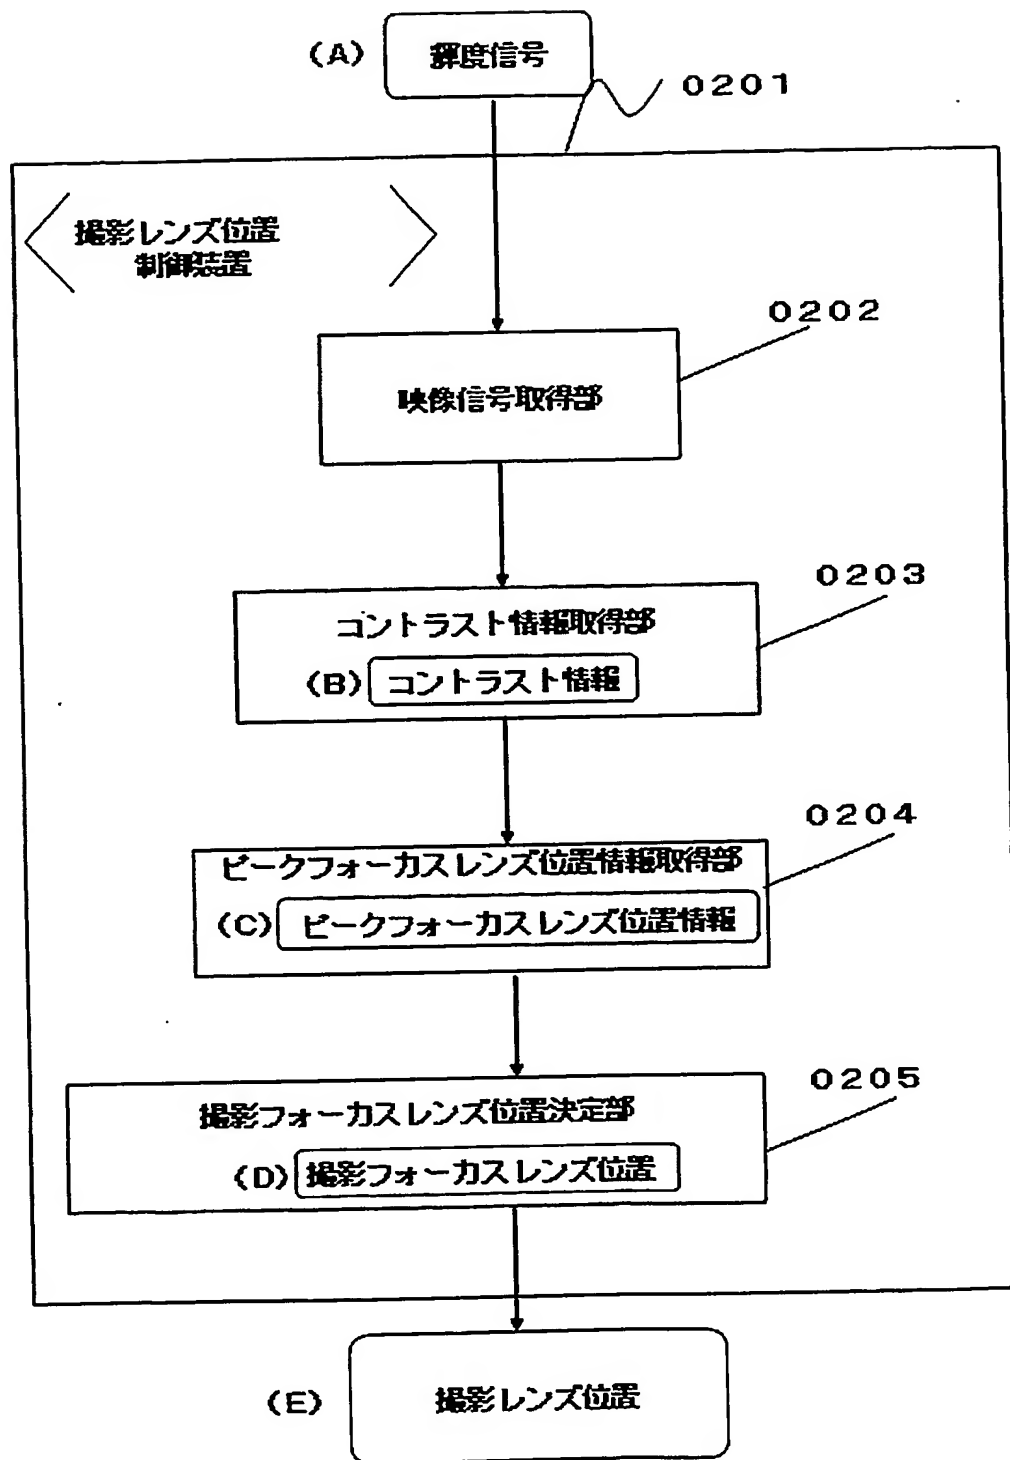 (A) 輝度信号
0201
撮影レンズ位置
制御装置
0202
映像信号取得部
0203
コントラスト情報取得部
(B) コントラスト情報
0204
ピークフォーカスレンズ位置情報取得部
(C) ピークフォーカスレンズ位置情報
0205
撮影フォーカスレンズ位置決定部
(D) 撮影フォーカスレンズ位置
(E) 撮影レンズ位置